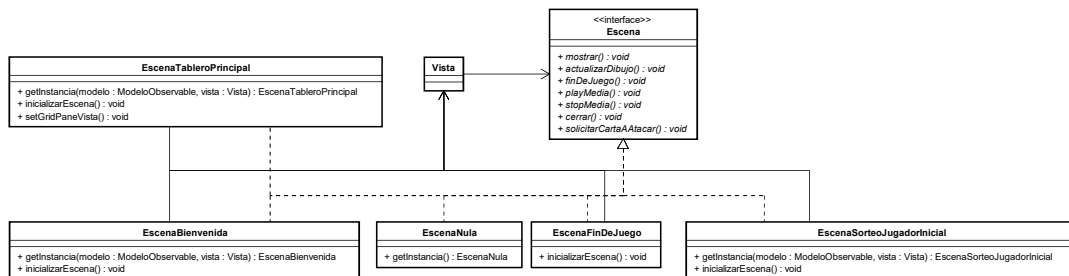 <<interface>>
Escena
+ mostrar() : void
+ actualizarDibujo() : void
+ finDeJuego() : void
+ playMedia() : void
+ stopMedia() : void
+ cerrar() : void
+ solicitarCartaAAtacar() : void
Vista
EscenaTableroPrincipal
+ getInstancia(modelo : ModeloObservable, vista : Vista) : EscenaTableroPrincipal
+ inicializarEscena() : void
+ setGridPaneVista() : void
EscenaBienvenida
+ getInstancia(modelo : ModeloObservable, vista : Vista) : EscenaBienvenida
+ inicializarEscena() : void
EscenaNula
+ getInstancia() : EscenaNula
EscenaFinDeJuego
+ inicializarEscena() : void
EscenaSorteoJugadorInicial
+ getInstancia(modelo : ModeloObservable, vista : Vista) : EscenaSorteoJugadorInicial
+ inicializarEscena() : void